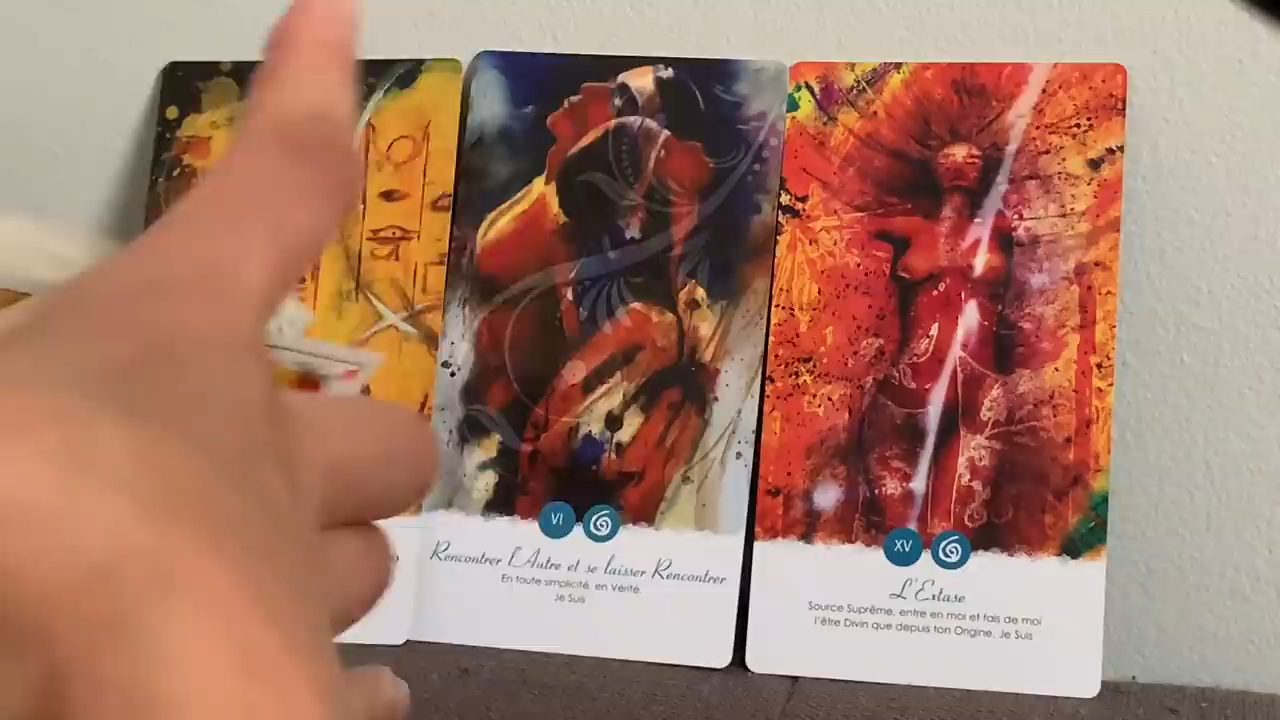 VI
Rencontrer l'Autre et se laisser Rencontrer
En toute simplicité, en Vérité,
Je Suis
XV
L'Extase
Source Suprême, entre en moi et fais de moi
l'être Divin que depuis ton Origine, Je Suis